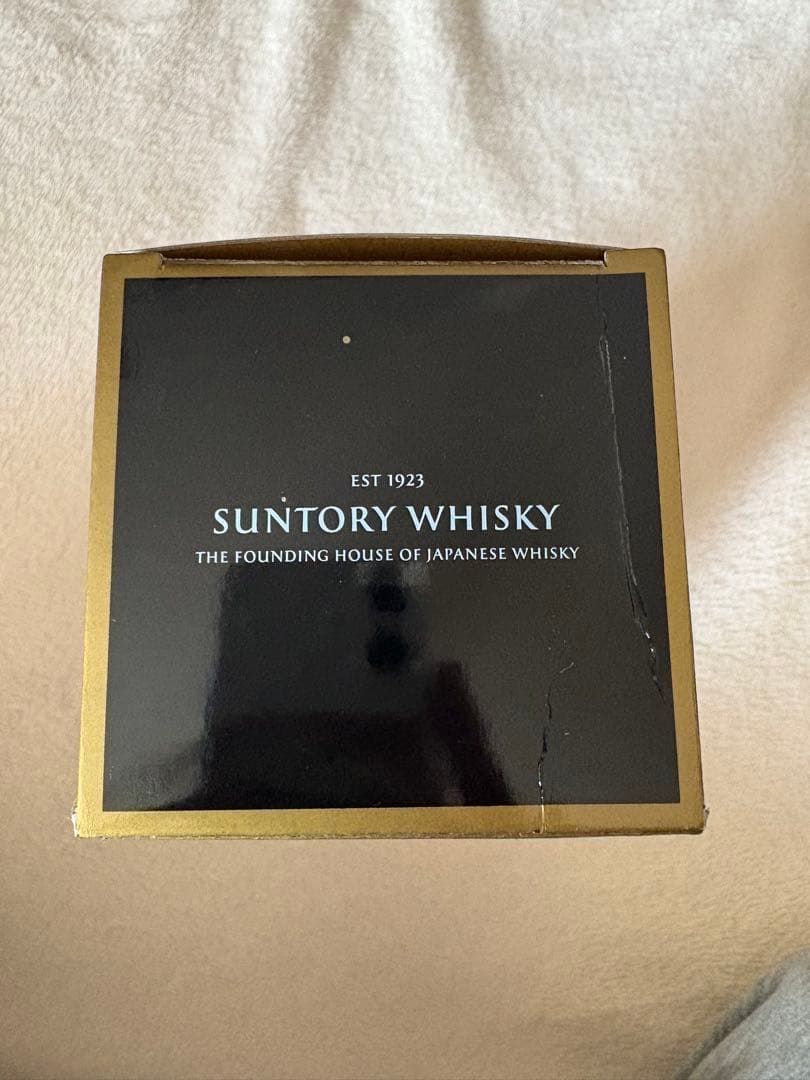 EST 1923
SUNTORY WHISKY
THE FOUNDING HOUSE OF JAPANESE WHISKY